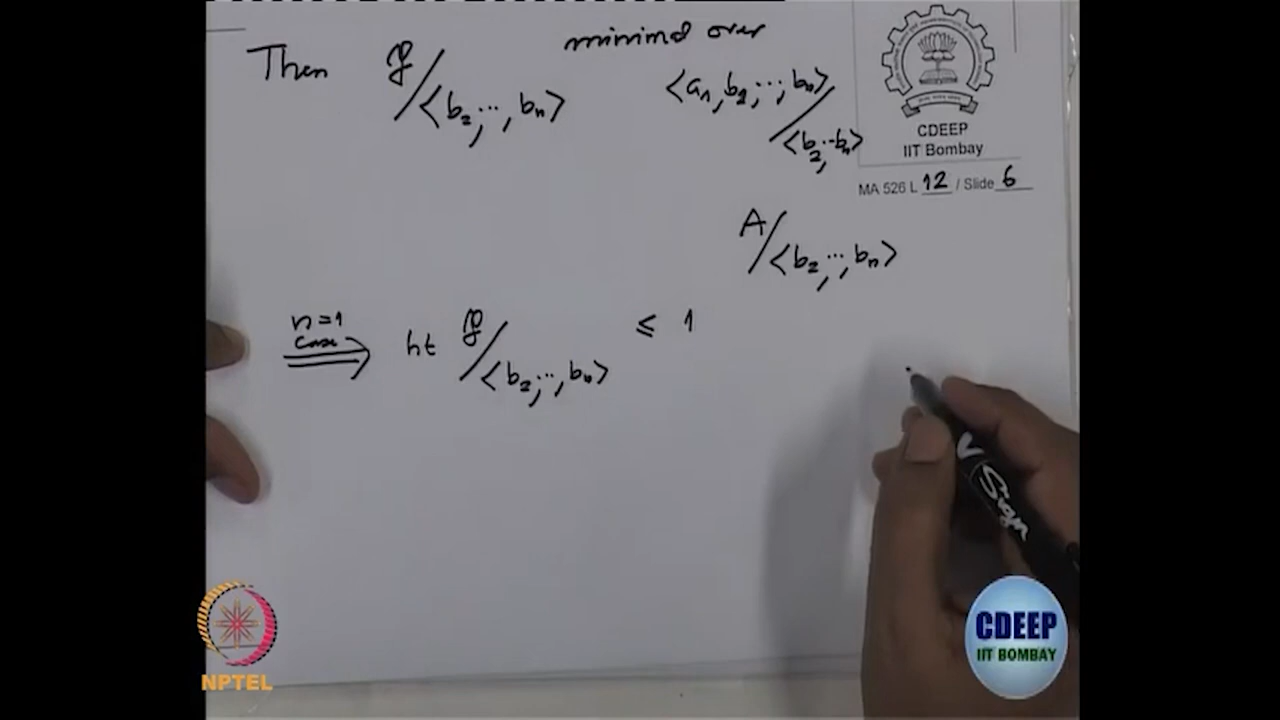 minimal over
Then 𝔭/<b₂,…,bₙ> <a₁,b₂,…,bₙ>/<b₂,…bₙ>
CDEEP
IIT Bombay
MA 526 L 12 / Slide 6
A/<b₂,…,bₙ>
n=1
case
⟹ ht 𝔭/<b₂,…,bₙ> ≤ 1
Sign
CDEEP
IIT BOMBAY
NPTEL